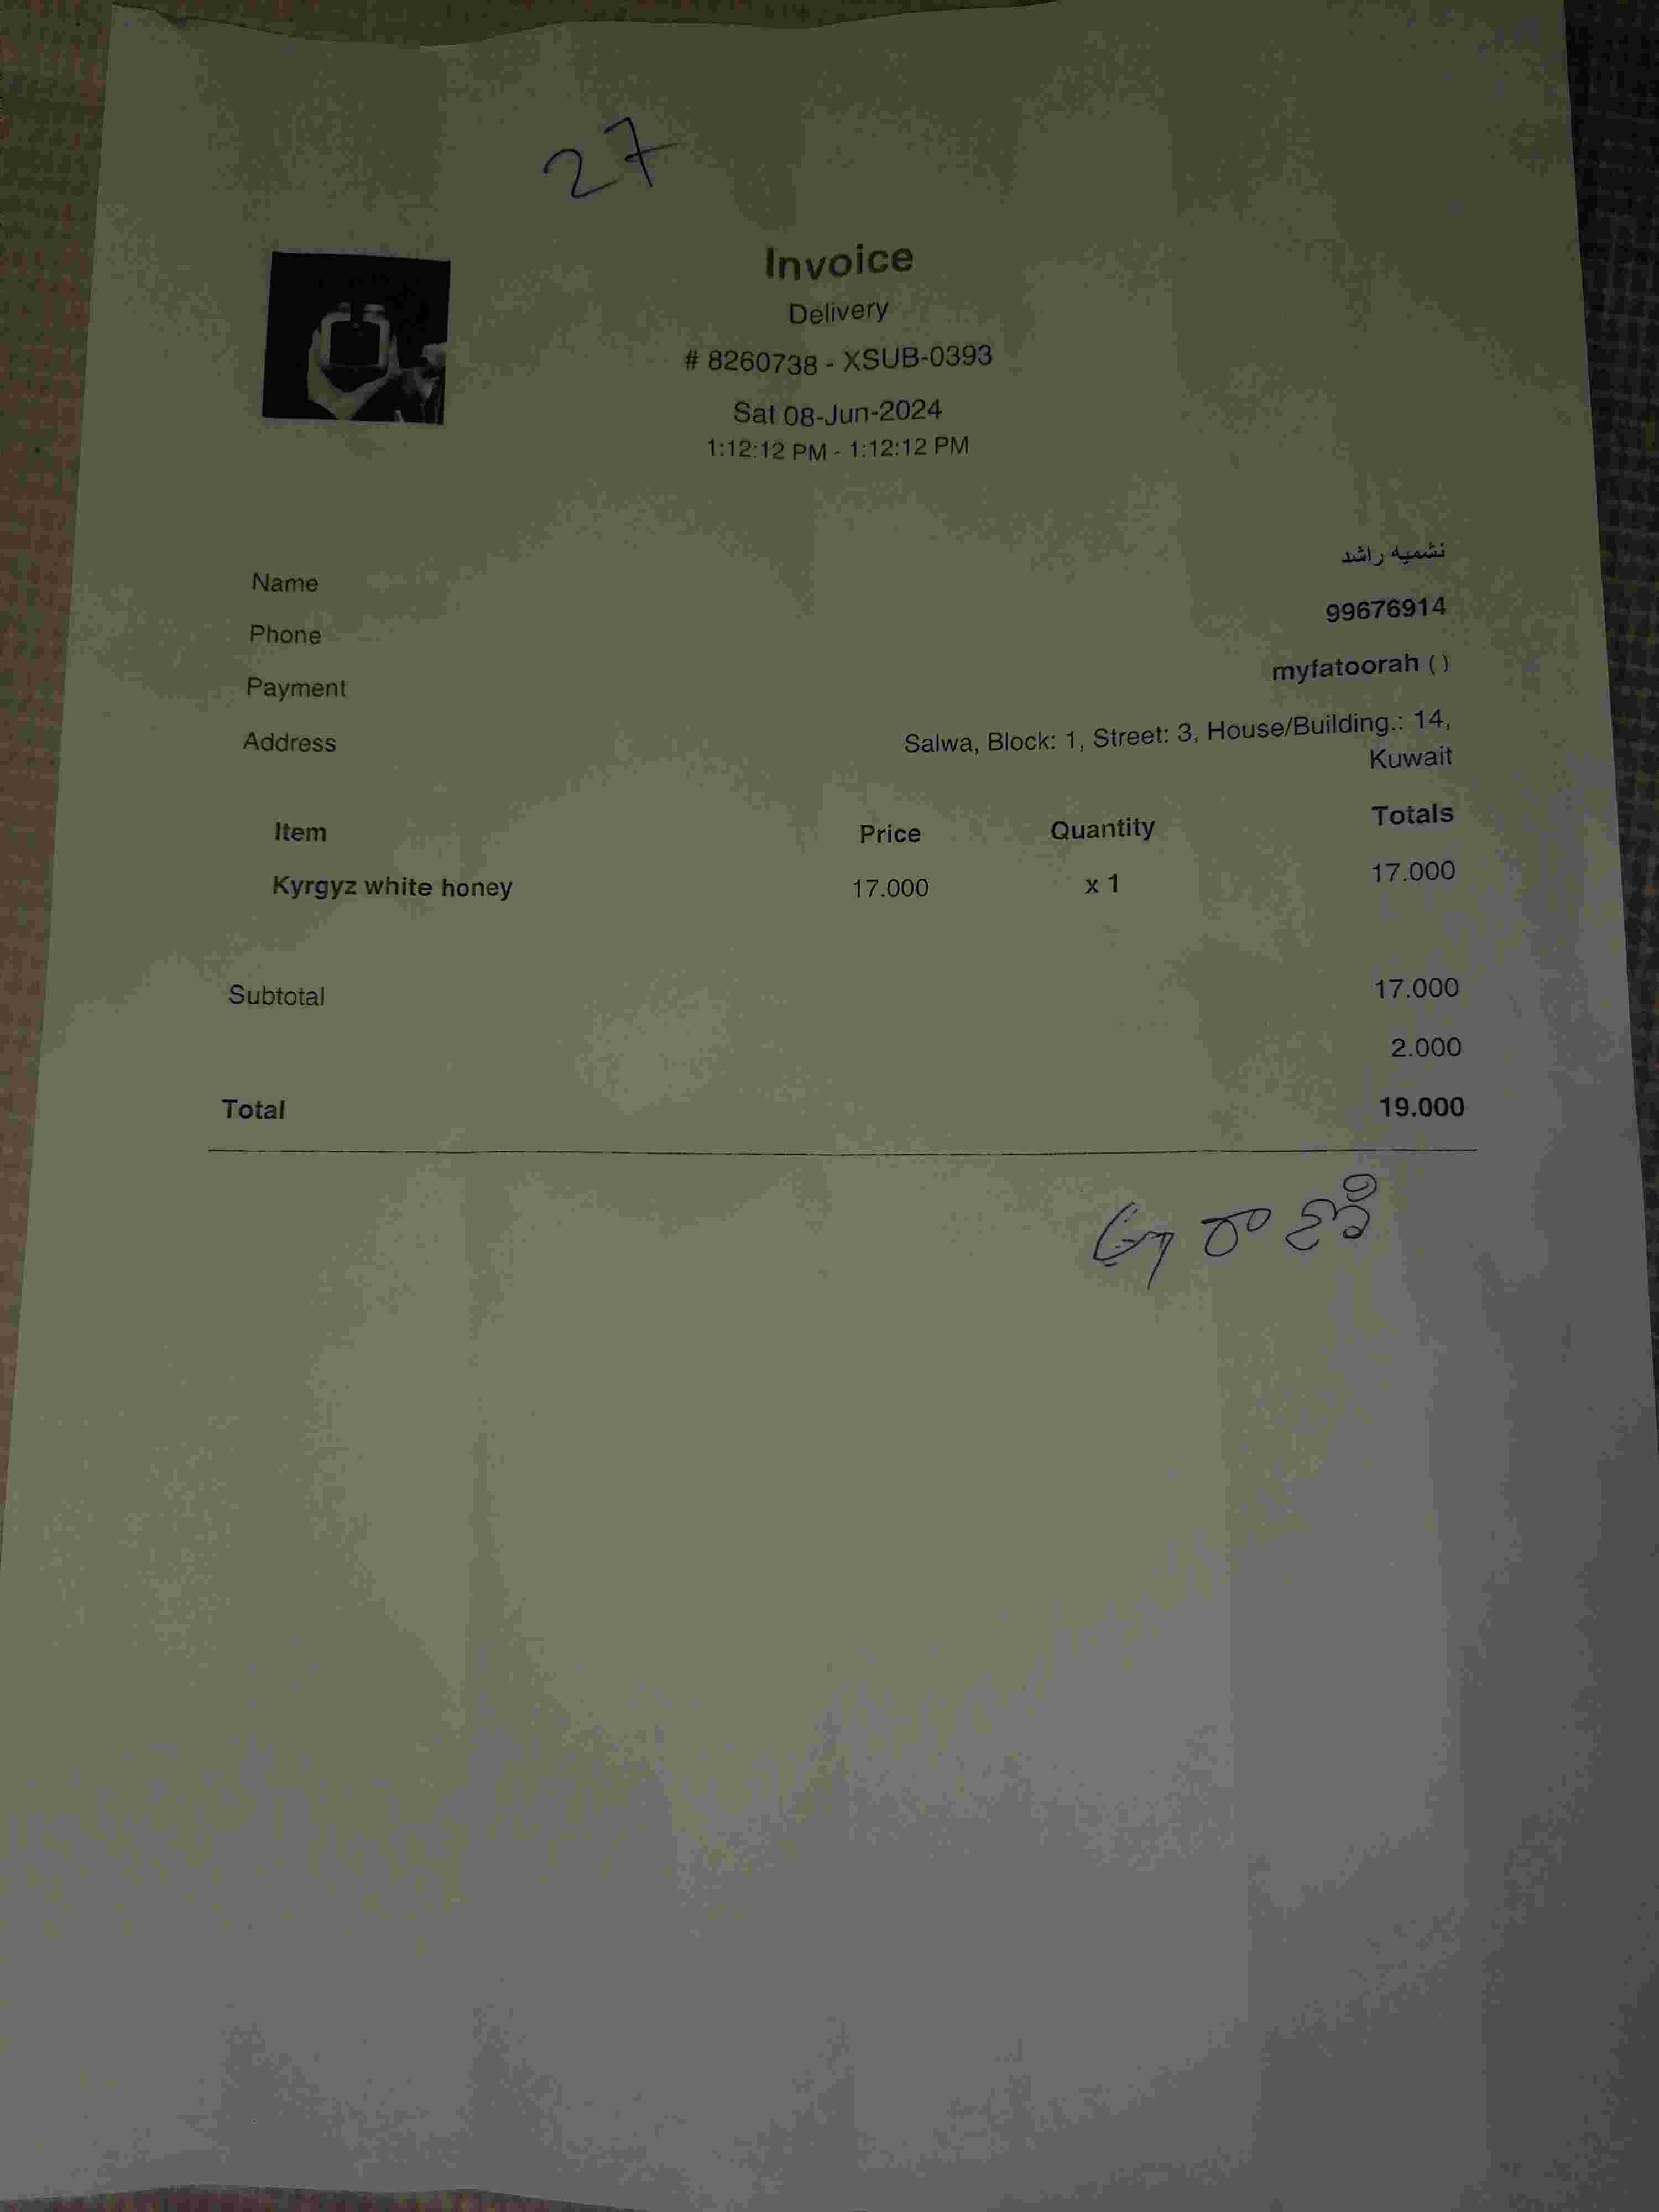 27
Invoice
Delivery
# 8260738 - XSUB-0393
Sat 08-Jun-2024
1:12:12 PM - 1:12:12 PM
Name نشميه راشد
Phone 99676914
Payment myfatoorah ( )
Address Salwa, Block: 1, Street: 3, House/Building.: 14,
Kuwait
Item Price Quantity Totals
Kyrgyz white honey 17.000 x 1 17.000
Subtotal 17.000
2.000
Total 19.000